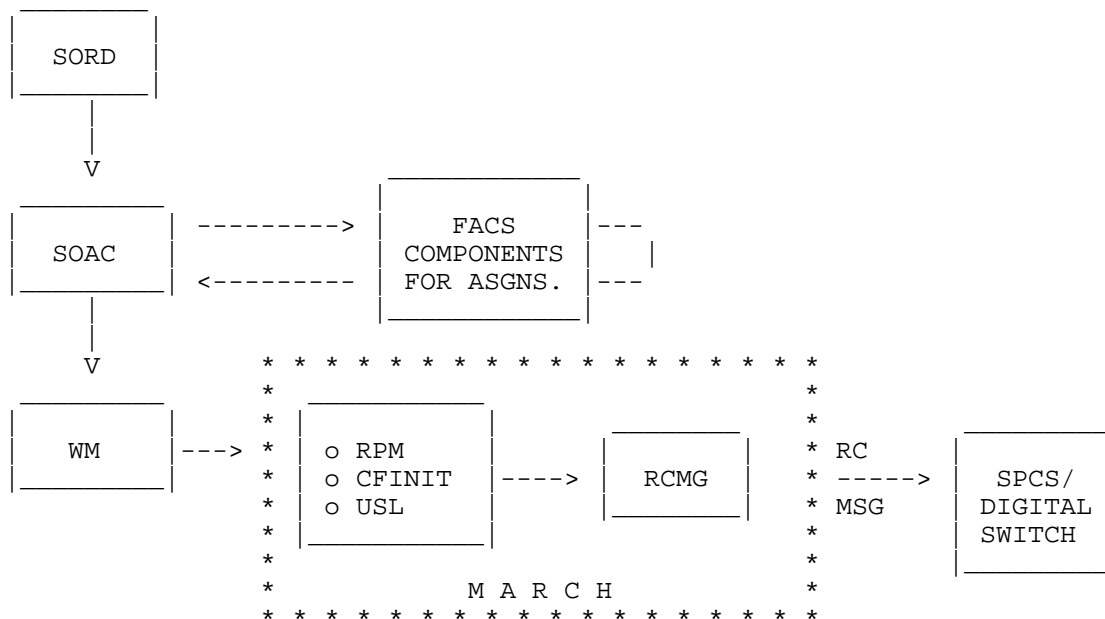 SORD
V
SOAC
FACS
COMPONENTS
FOR ASGNS.
V
WM
o RPM
o CFINIT
o USL
RCMG
RC
MSG
SPCS/
DIGITAL
SWITCH
M A R C H